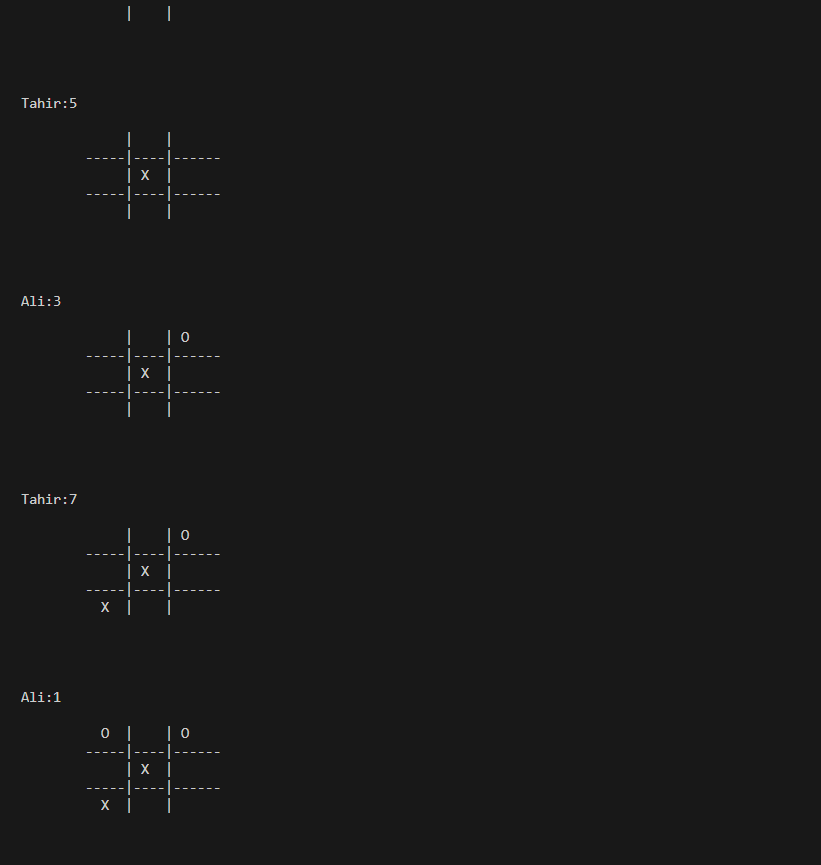 |    |
Tahir:5
     |    |
-----|----|------
     | X  |
-----|----|------
     |    |
Ali:3
     |    | O
-----|----|------
     | X  |
-----|----|------
     |    |
Tahir:7
     |    | O
-----|----|------
     | X  |
-----|----|------
  X  |    |
Ali:1
  O  |    | O
-----|----|------
     | X  |
-----|----|------
  X  |    |